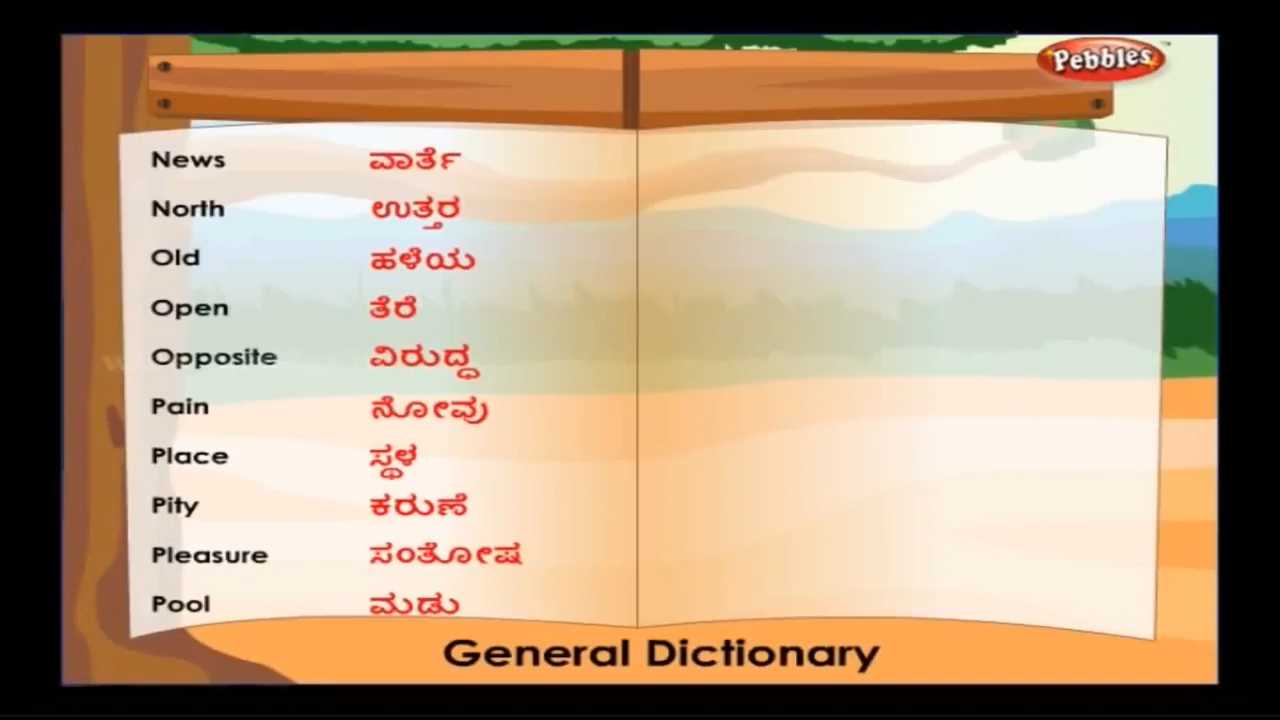 Pebbles
News ವಾರ್ತೆ
North ಉತ್ತರ
Old ಹಳೆಯ
Open ತೆರೆ
Opposite ವಿರುದ್ಧ
Pain ನೋವು
Place ಸ್ಥಳ
Pity ಕರುಣೆ
Pleasure ಸಂತೋಷ
Pool ಮಡು
General Dictionary